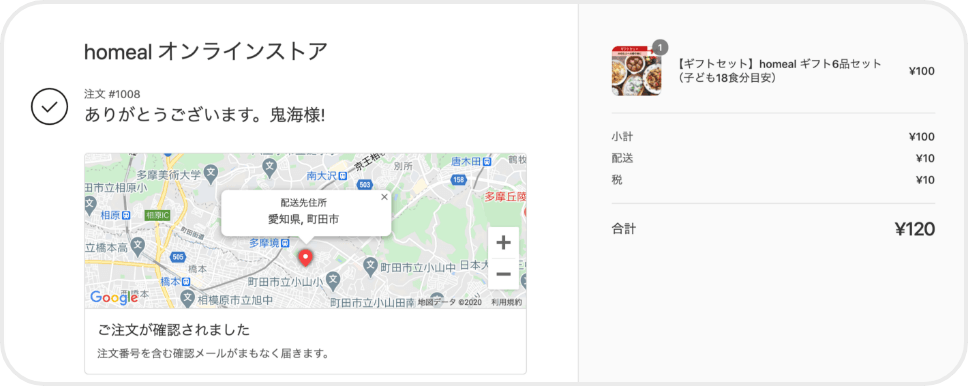 homeal オンラインストア
注文 #1008
ありがとうございます。鬼海様!
多摩美術大学
南大沢
京王相
別所
唐木田
鶴牧
503
158
田市立相原小
多摩丘陵
相原
相原IC
配送先住所
×
愛知県, 町田市
立橋本高
多摩境
505
橋本
町田市立小山中
日本大
橋本
町田市立小山小
Google
相模原市立旭中
町田市立小山田南
地図データ ©2020
利用規約
+
−
ご注文が確認されました
注文番号を含む確認メールがまもなく届きます。
1
【ギフトセット】homeal ギフト6品セット
（子ども18食分目安）
¥100
小計 ¥100
配送 ¥10
税 ¥10
合計 ¥120